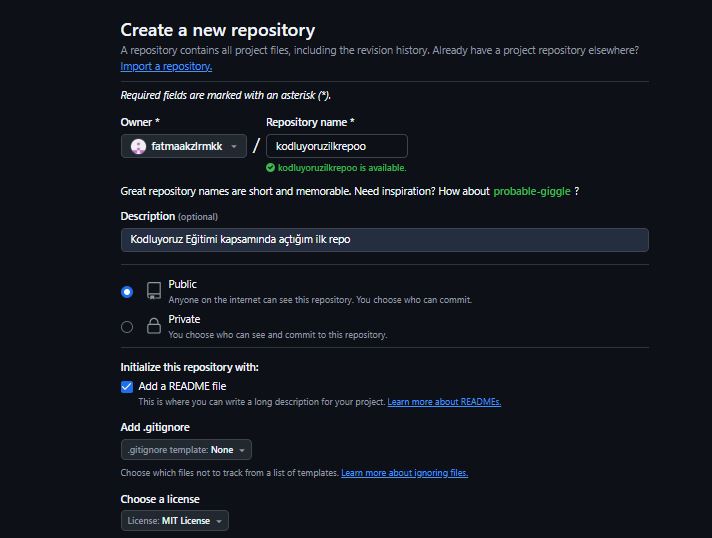 Create a new repository
A repository contains all project files, including the revision history. Already have a project repository elsewhere?
Import a repository.
Required fields are marked with an asterisk (*).
Owner * Repository name *
fatmaakzlrmkk / kodluyoruzilkrepoo
kodluyoruzilkrepoo is available.
Great repository names are short and memorable. Need inspiration? How about probable-giggle ?
Description (optional)
Kodluyoruz Eğitimi kapsamında açtığım ilk repo
Public
Anyone on the internet can see this repository. You choose who can commit.
Private
You choose who can see and commit to this repository.
Initialize this repository with:
Add a README file
This is where you can write a long description for your project. Learn more about READMEs.
Add .gitignore
.gitignore template: None
Choose which files not to track from a list of templates. Learn more about ignoring files.
Choose a license
License: MIT License